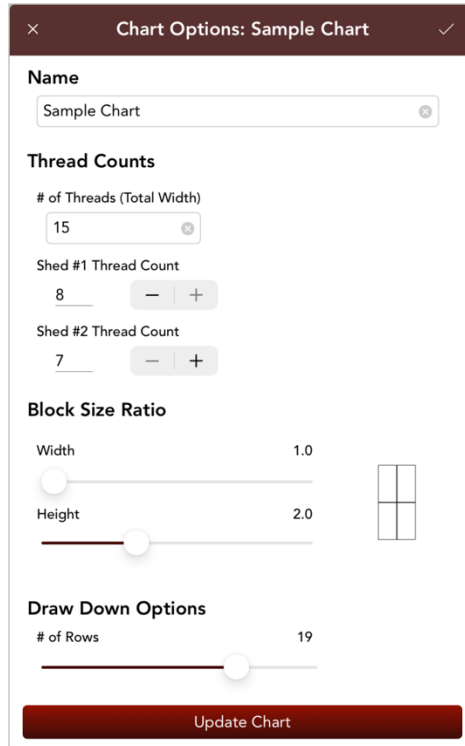 Chart Options: Sample Chart
Name
Sample Chart
Thread Counts
# of Threads (Total Width)
15
Shed #1 Thread Count
8
Shed #2 Thread Count
7
Block Size Ratio
Width 1.0
Height 2.0
Draw Down Options
# of Rows 19
Update Chart